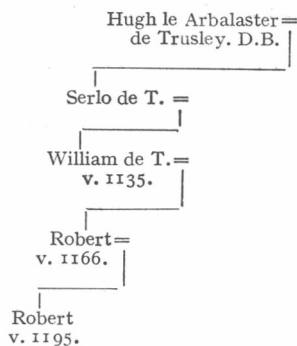 Hugh le Arbalaster=
de Trusley. D.B.
Serlo de T. =
William de T.=
v. 1135.
Robert=
v. 1166.
Robert
v. 1195.